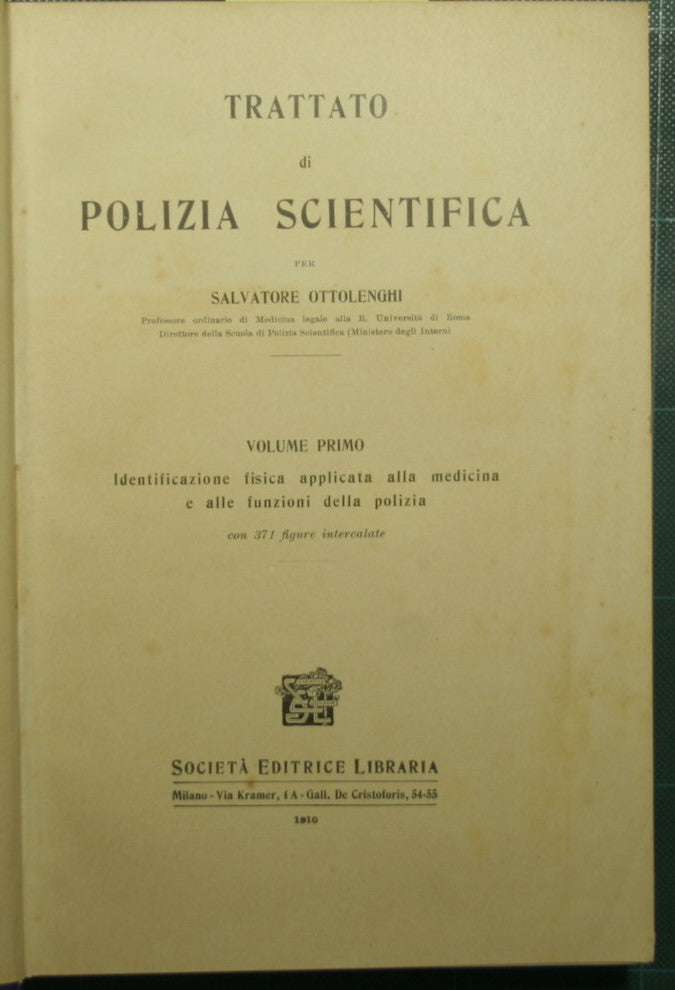 TRATTATO
di
POLIZIA SCIENTIFICA
PER
SALVATORE OTTOLENGHI
Professore ordinario di Medicina legale alla R. Università di Roma
Direttore della Scuola di Polizia Scientifica (Ministero degli Interni
VOLUME PRIMO
Identificazione fisica applicata alla medicina
e alle funzioni della polizia
con 371 figure intercalate
SOCIETÀ EDITRICE LIBRARIA
Milano - Via Kramer, 4 A - Gall. De Cristoforis, 54-55
1910